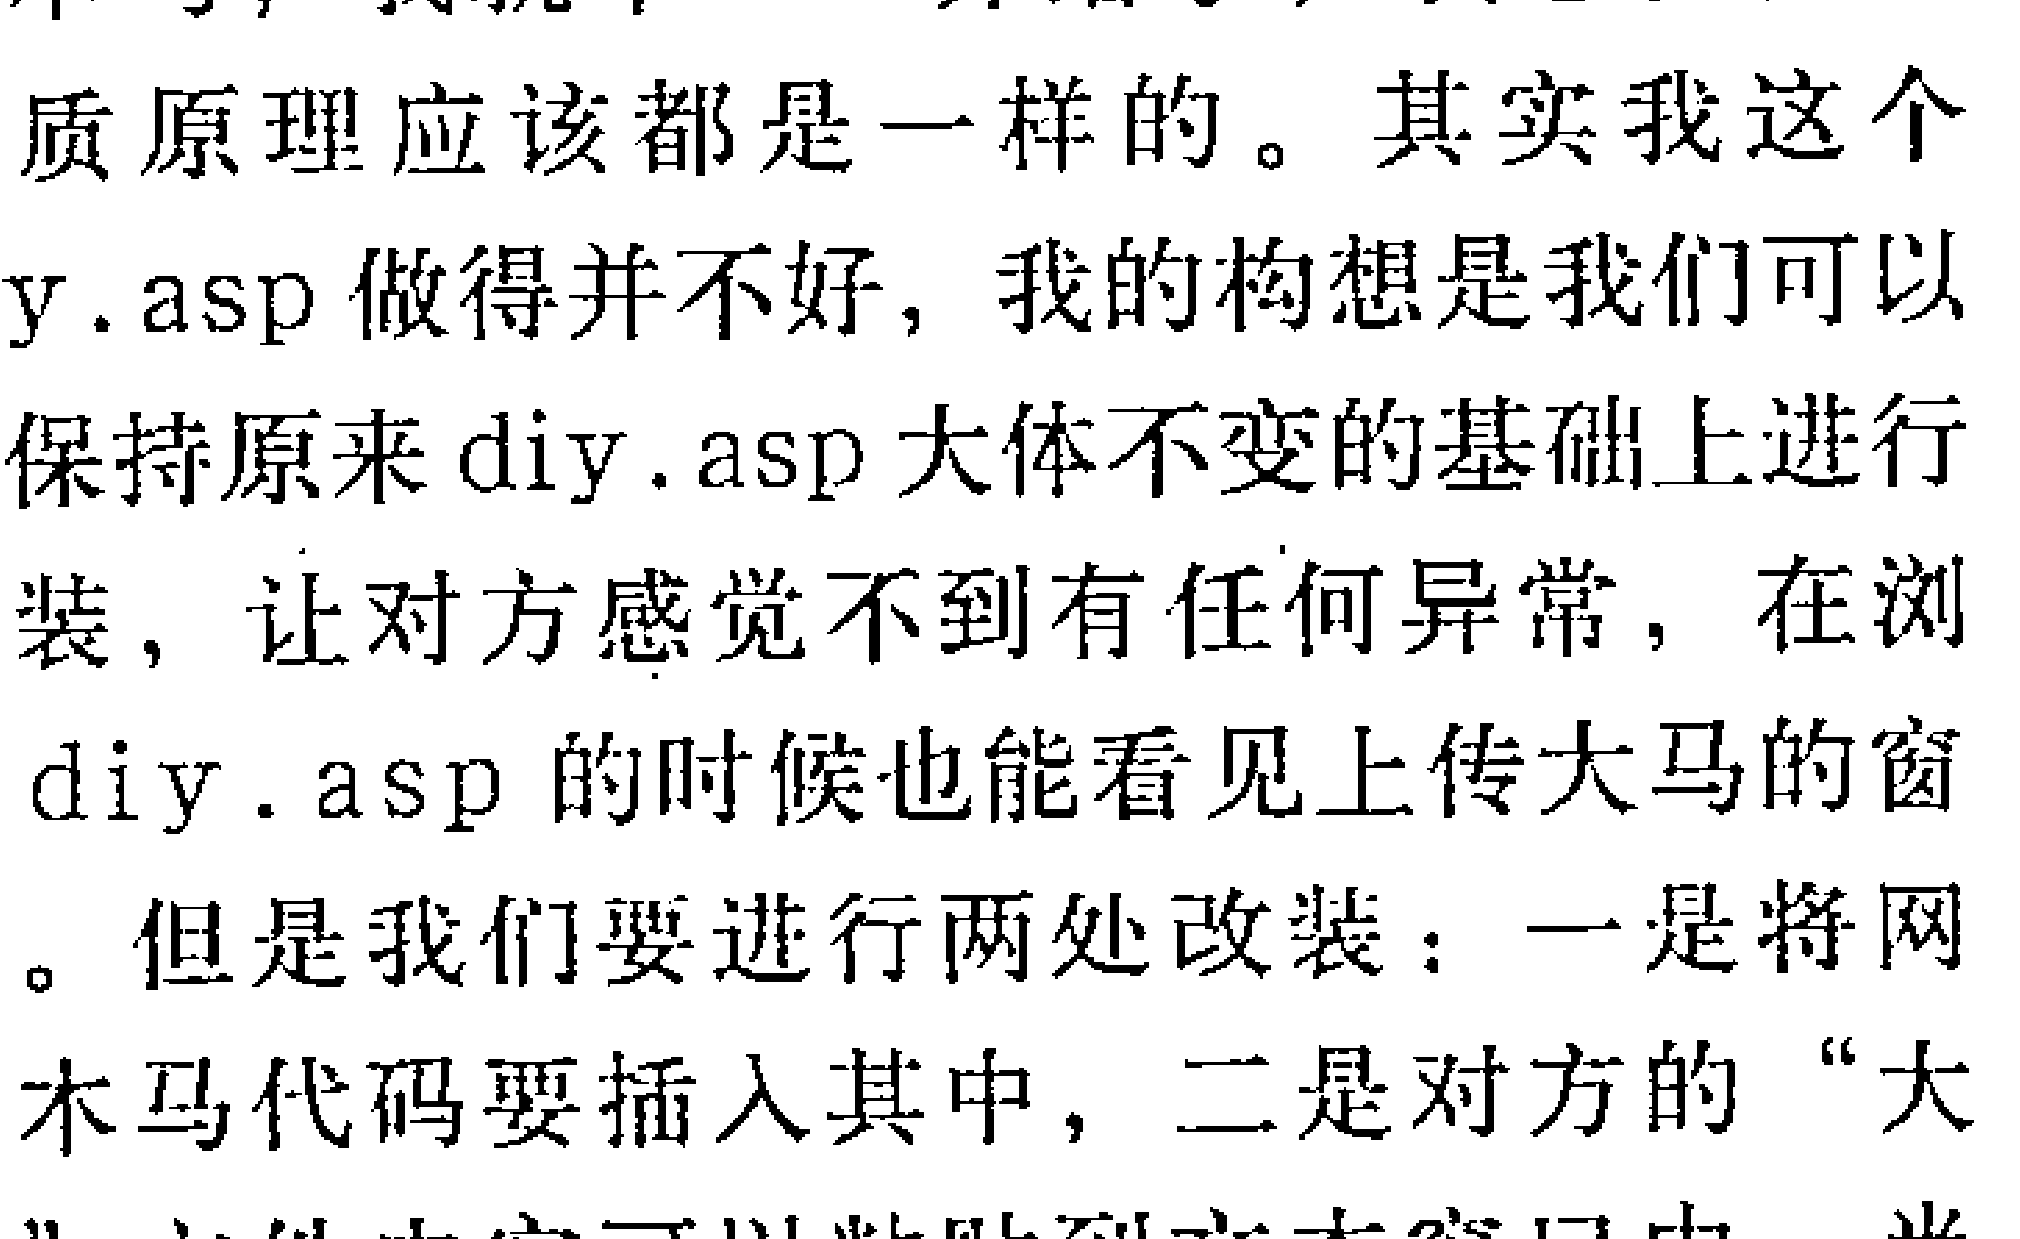 质原理应该都是一样的。其实我这个
y.asp 做得并不好，我的构想是我们可以
保持原来 diy.asp 大体不变的基础上进行
装，让对方感觉不到有任何异常，在浏
diy.asp 的时候也能看见上传大马的窗
。但是我们要进行两处改装：一是将网
木马代码要插入其中，二是对方的“大